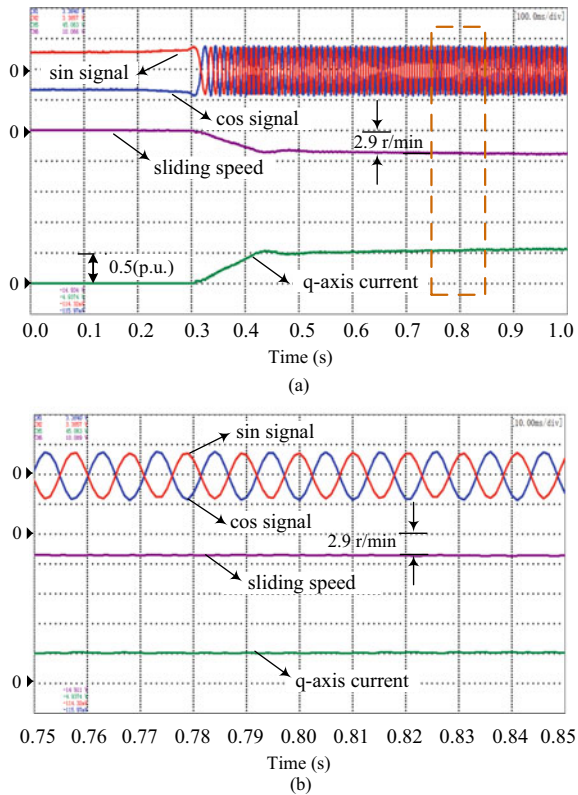 [100.0ms/div]
0
sin signal
cos signal
0
2.9 r/min
sliding speed
0.5(p.u.)
q-axis current
0
0.0 0.1 0.2 0.3 0.4 0.5 0.6 0.7 0.8 0.9 1.0
Time (s)
(a)
[10.00ms/div]
sin signal
0
cos signal
0
2.9 r/min
sliding speed
q-axis current
0
0.75 0.76 0.77 0.78 0.79 0.80 0.81 0.82 0.83 0.84 0.85
Time (s)
(b)